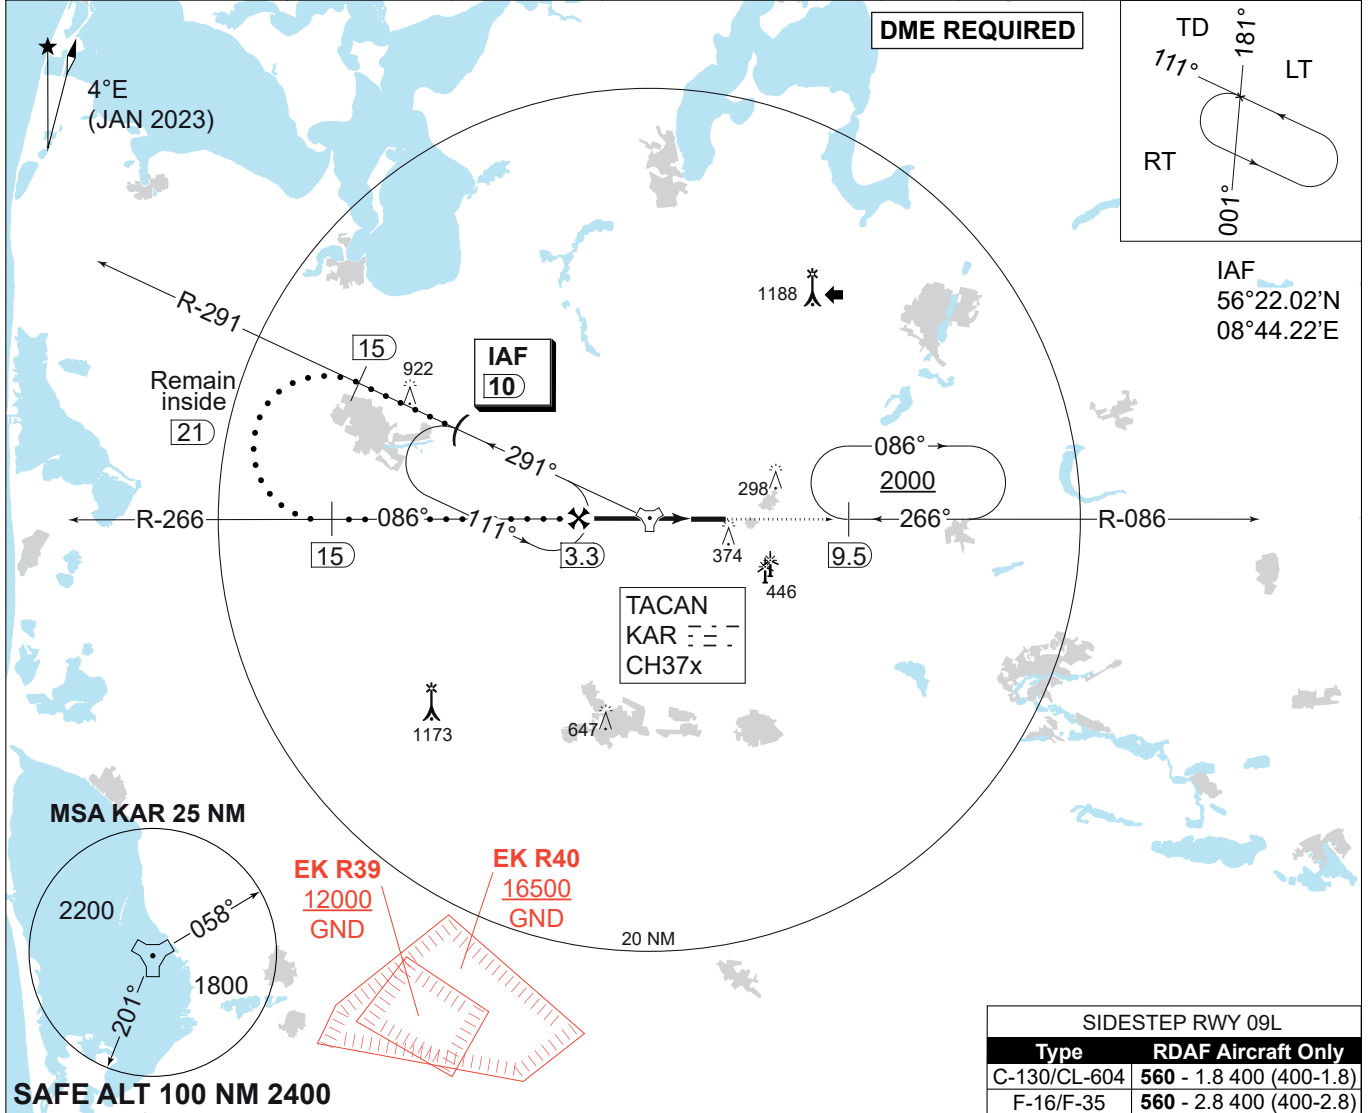 DME REQUIRED
4°E
(JAN 2023)
TD
181°
111°
LT
RT
001°
IAF
56°22.02'N
08°44.22'E
1188
R-291
15
922
IAF
10
Remain
inside
21
291°
086°
2000
298
R-266
086°
111°
266°
R-086
15
3.3
374
9.5
446
TACAN
KAR
CH37x
1173
647
MSA KAR 25 NM
2200
058°
1800
201°
EK R39
12000
GND
EK R40
16500
GND
20 NM
SAFE ALT 100 NM 2400
SIDESTEP RWY 09L
Type RDAF Aircraft Only
C-130/CL-604 560 - 1.8 400 (400-1.8)
F-16/F-35 560 - 2.8 400 (400-2.8)